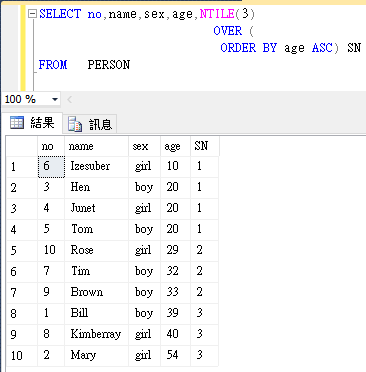 SELECT no,name,sex,age,NTILE(3)
OVER (
ORDER BY age ASC) SN
FROM PERSON
100 %
結果 訊息
no name sex age SN
1 6 Izesuber girl 10 1
2 3 Hen boy 20 1
3 4 Junet girl 20 1
4 5 Tom boy 20 1
5 10 Rose girl 29 2
6 7 Tim boy 32 2
7 9 Brown boy 33 2
8 1 Bill boy 39 3
9 8 Kimberray girl 40 3
10 2 Mary girl 54 3